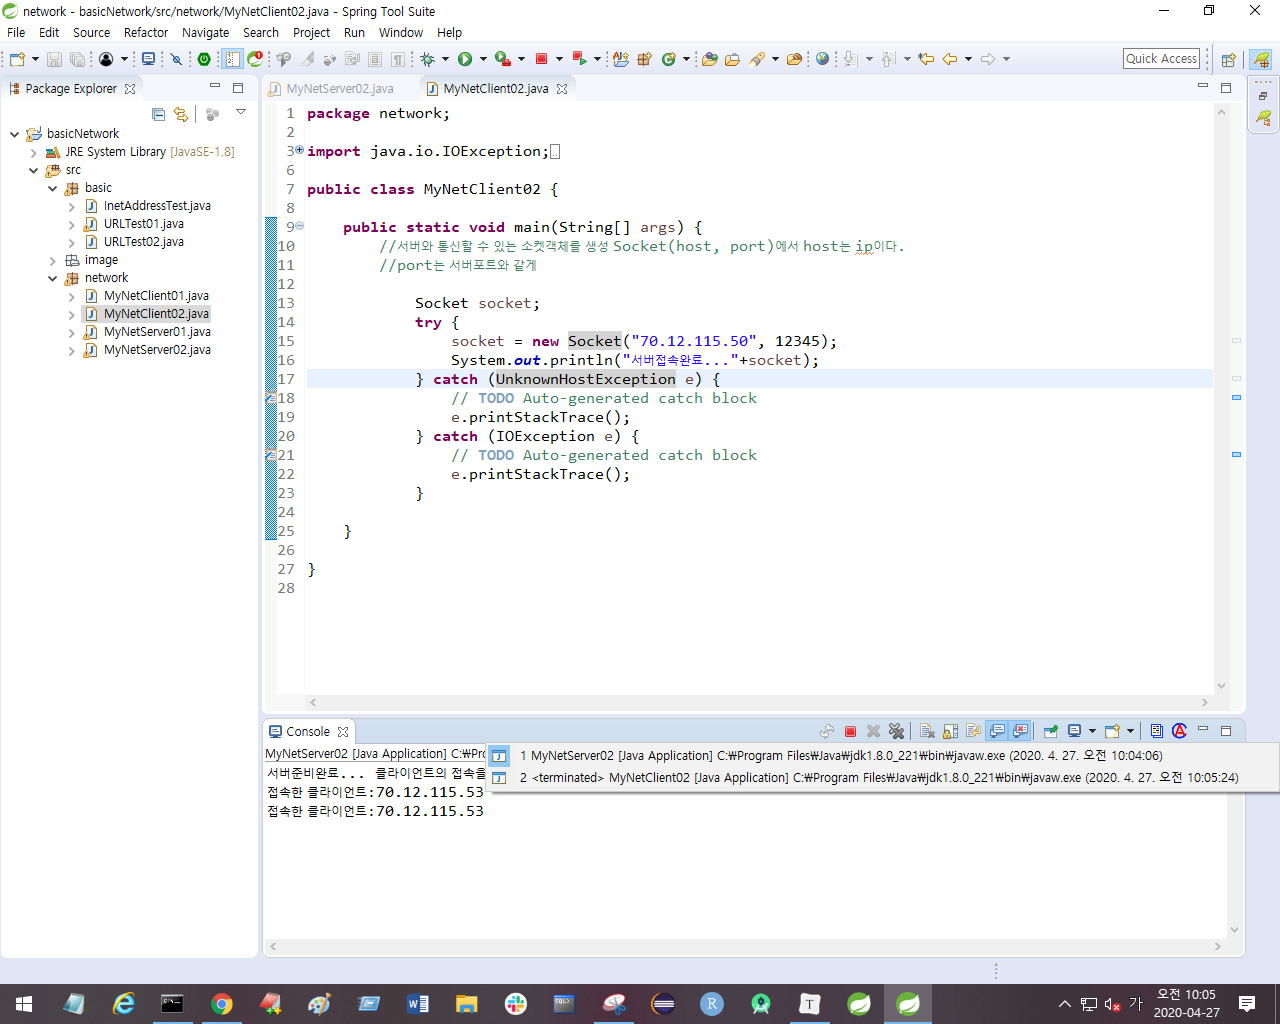 network - basicNetwork/src/network/MyNetClient02.java - Spring Tool Suite
File Edit Source Refactor Navigate Search Project Run Window Help
Quick Access
Package Explorer
MyNetServer02.java
MyNetClient02.java
basicNetwork
JRE System Library [JavaSE-1.8]
src
basic
InetAddressTest.java
URLTest01.java
URLTest02.java
image
network
MyNetClient01.java
MyNetClient02.java
MyNetServer01.java
MyNetServer02.java
1 package network;
2
3 import java.io.IOException;
6
7 public class MyNetClient02 {
8
9 public static void main(String[] args) {
10 //서버와 통신할 수 있는 소켓객체를 생성 Socket(host, port)에서 host는 ip이다.
11 //port는 서버포트와 같게
12
13 Socket socket;
14 try {
15 socket = new Socket("70.12.115.50", 12345);
16 System.out.println("서버접속완료..."+socket);
17 } catch (UnknownHostException e) {
18 // TODO Auto-generated catch block
19 e.printStackTrace();
20 } catch (IOException e) {
21 // TODO Auto-generated catch block
22 e.printStackTrace();
23 }
24
25 }
26
27 }
28
Console
MyNetServer02 [Java Application] C:₩Pro
1 MyNetServer02 [Java Application] C:₩Program Files₩Java₩jdk1.8.0_221₩bin₩javaw.exe (2020. 4. 27. 오전 10:04:06)
2 <terminated> MyNetClient02 [Java Application] C:₩Program Files₩Java₩jdk1.8.0_221₩bin₩javaw.exe (2020. 4. 27. 오전 10:05:24)
서버준비완료... 클라이언트의 접속을
접속한 클라이언트:70.12.115.53
접속한 클라이언트:70.12.115.53
가
오전 10:05
2020-04-27